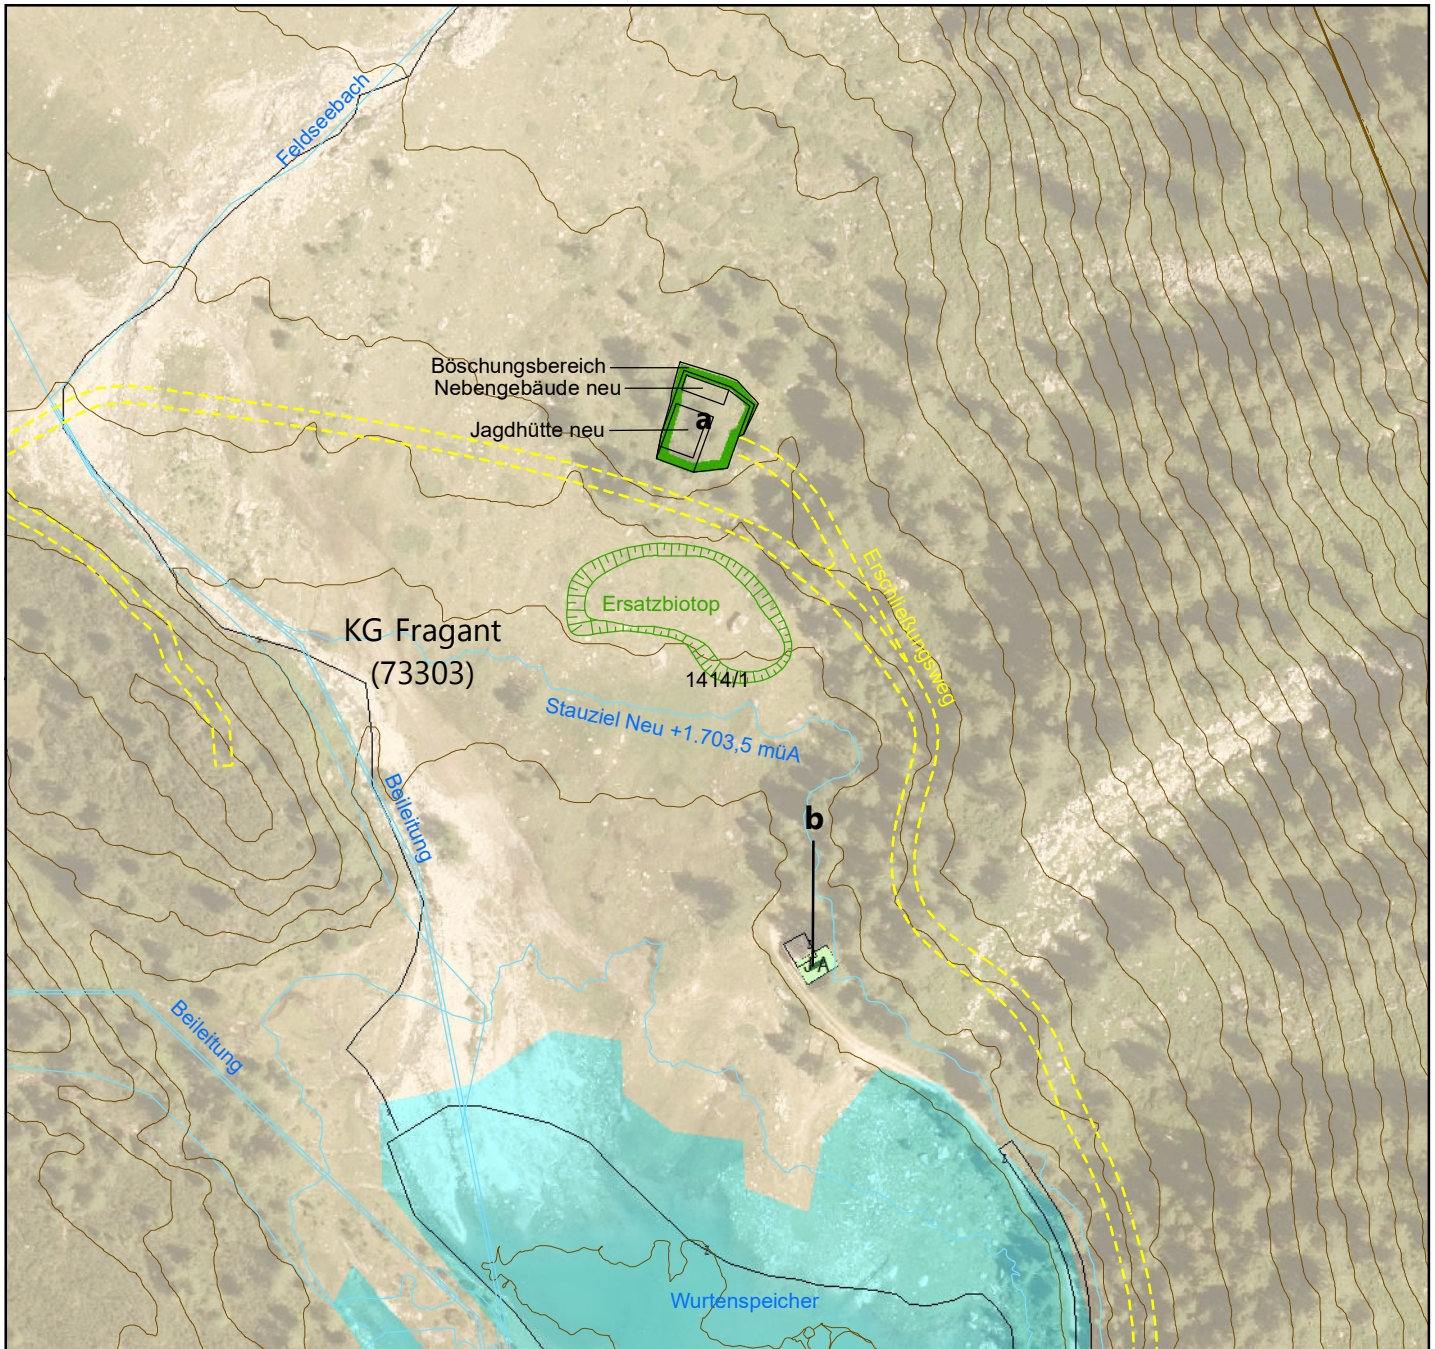 Feldseebach
Böschungsbereich
Nebengebäude neu
a
Jagdhütte neu
Erschließungsweg
Ersatzbiotop
KG Fragant
(73303)
1414/1
Stauziel Neu +1.703,5 müA
Beileitung
b
JA
Beileitung
Wurtenspeicher